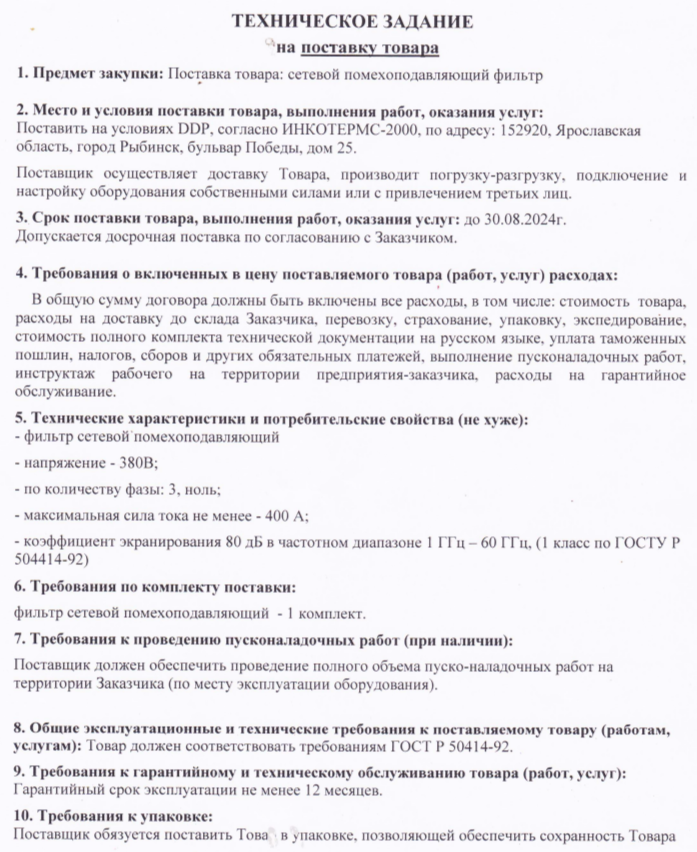 ТЕХНИЧЕСКОЕ ЗАДАНИЕ
на поставку товара
1. Предмет закупки: Поставка товара: сетевой помехоподавляющий фильтр
2. Место и условия поставки товара, выполнения работ, оказания услуг:
Поставить на условиях DDP, согласно ИНКОТЕРМС-2000, по адресу: 152920, Ярославская
область, город Рыбинск, бульвар Победы, дом 25.
Поставщик осуществляет доставку Товара, производит погрузку-разгрузку, подключение и
настройку оборудования собственными силами или с привлечением третьих лиц.
3. Срок поставки товара, выполнения работ, оказания услуг: до 30.08.2024г.
Допускается досрочная поставка по согласованию с Заказчиком.
4. Требования о включенных в цену поставляемого товара (работ, услуг) расходах:
В общую сумму договора должны быть включены все расходы, в том числе: стоимость товара,
расходы на доставку до склада Заказчика, перевозку, страхование, упаковку, экспедирование,
стоимость полного комплекта технической документации на русском языке, уплата таможенных
пошлин, налогов, сборов и других обязательных платежей, выполнение пусконаладочных работ,
инструктаж рабочего на территории предприятия-заказчика, расходы на гарантийное
обслуживание.
5. Технические характеристики и потребительские свойства (не хуже):
- фильтр сетевой помехоподавляющий
- напряжение - 380В;
- по количеству фазы: 3, ноль;
- максимальная сила тока не менее - 400 А;
- коэффициент экранирования 80 дБ в частотном диапазоне 1 ГГц – 60 ГГц, (1 класс по ГОСТУ Р
504414-92)
6. Требования по комплекту поставки:
фильтр сетевой помехоподавляющий - 1 комплект.
7. Требования к проведению пусконаладочных работ (при наличии):
Поставщик должен обеспечить проведение полного объема пуско-наладочных работ на
территории Заказчика (по месту эксплуатации оборудования).
8. Общие эксплуатационные и технические требования к поставляемому товару (работам,
услугам): Товар должен соответствовать требованиям ГОСТ Р 50414-92.
9. Требования к гарантийному и техническому обслуживанию товара (работ, услуг):
Гарантийный срок эксплуатации не менее 12 месяцев.
10. Требования к упаковке:
Поставщик обязуется поставить Това в упаковке, позволяющей обеспечить сохранность Товара